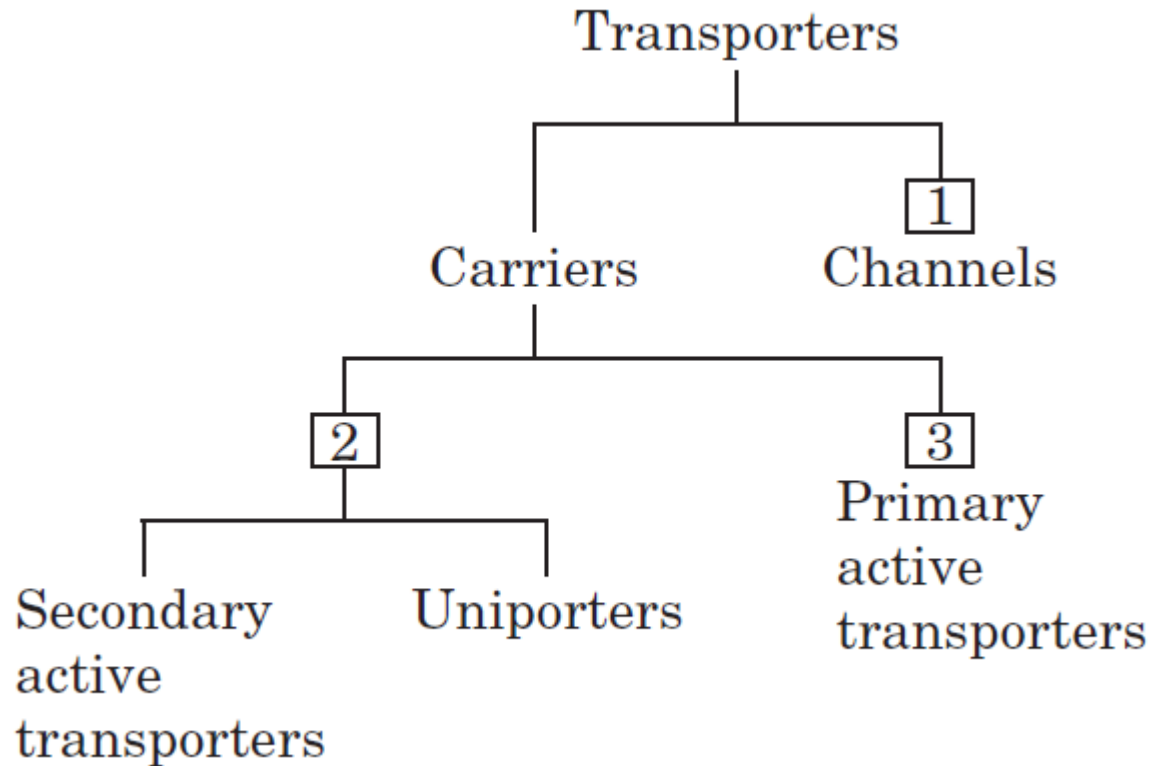 Transporters
1
Carriers
Channels
2
3
Primary
active
transporters
Secondary
active
transporters
Uniporters